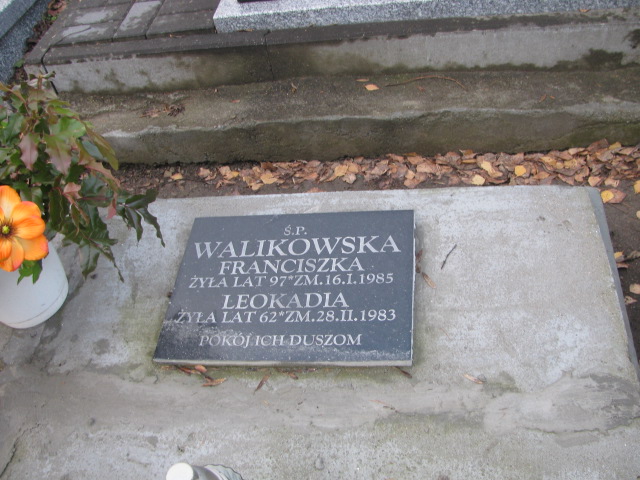 Ś.P.
WALIKOWSKA
FRANCISZKA
ŻYŁA LAT 97*ZM.16.I.1985
LEOKADIA
ŻYŁA LAT 62*ZM.28.II.1983
POKÓJ ICH DUSZOM